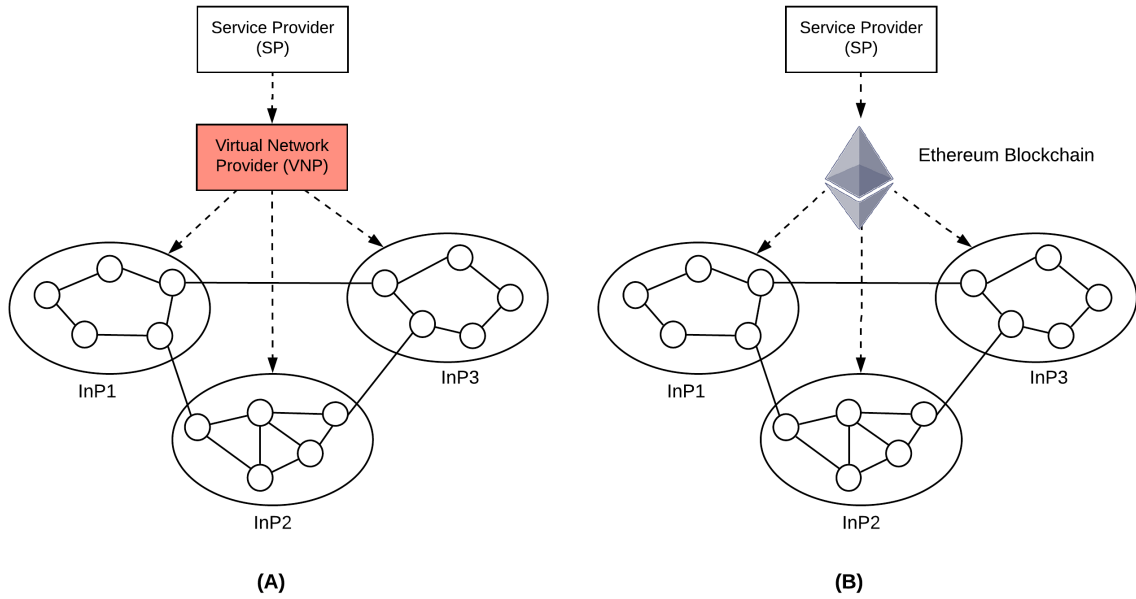 Service Provider
(SP)
Virtual Network
Provider (VNP)
InP1
InP3
InP2
(A)
Service Provider
(SP)
Ethereum Blockchain
InP1
InP3
InP2
(B)